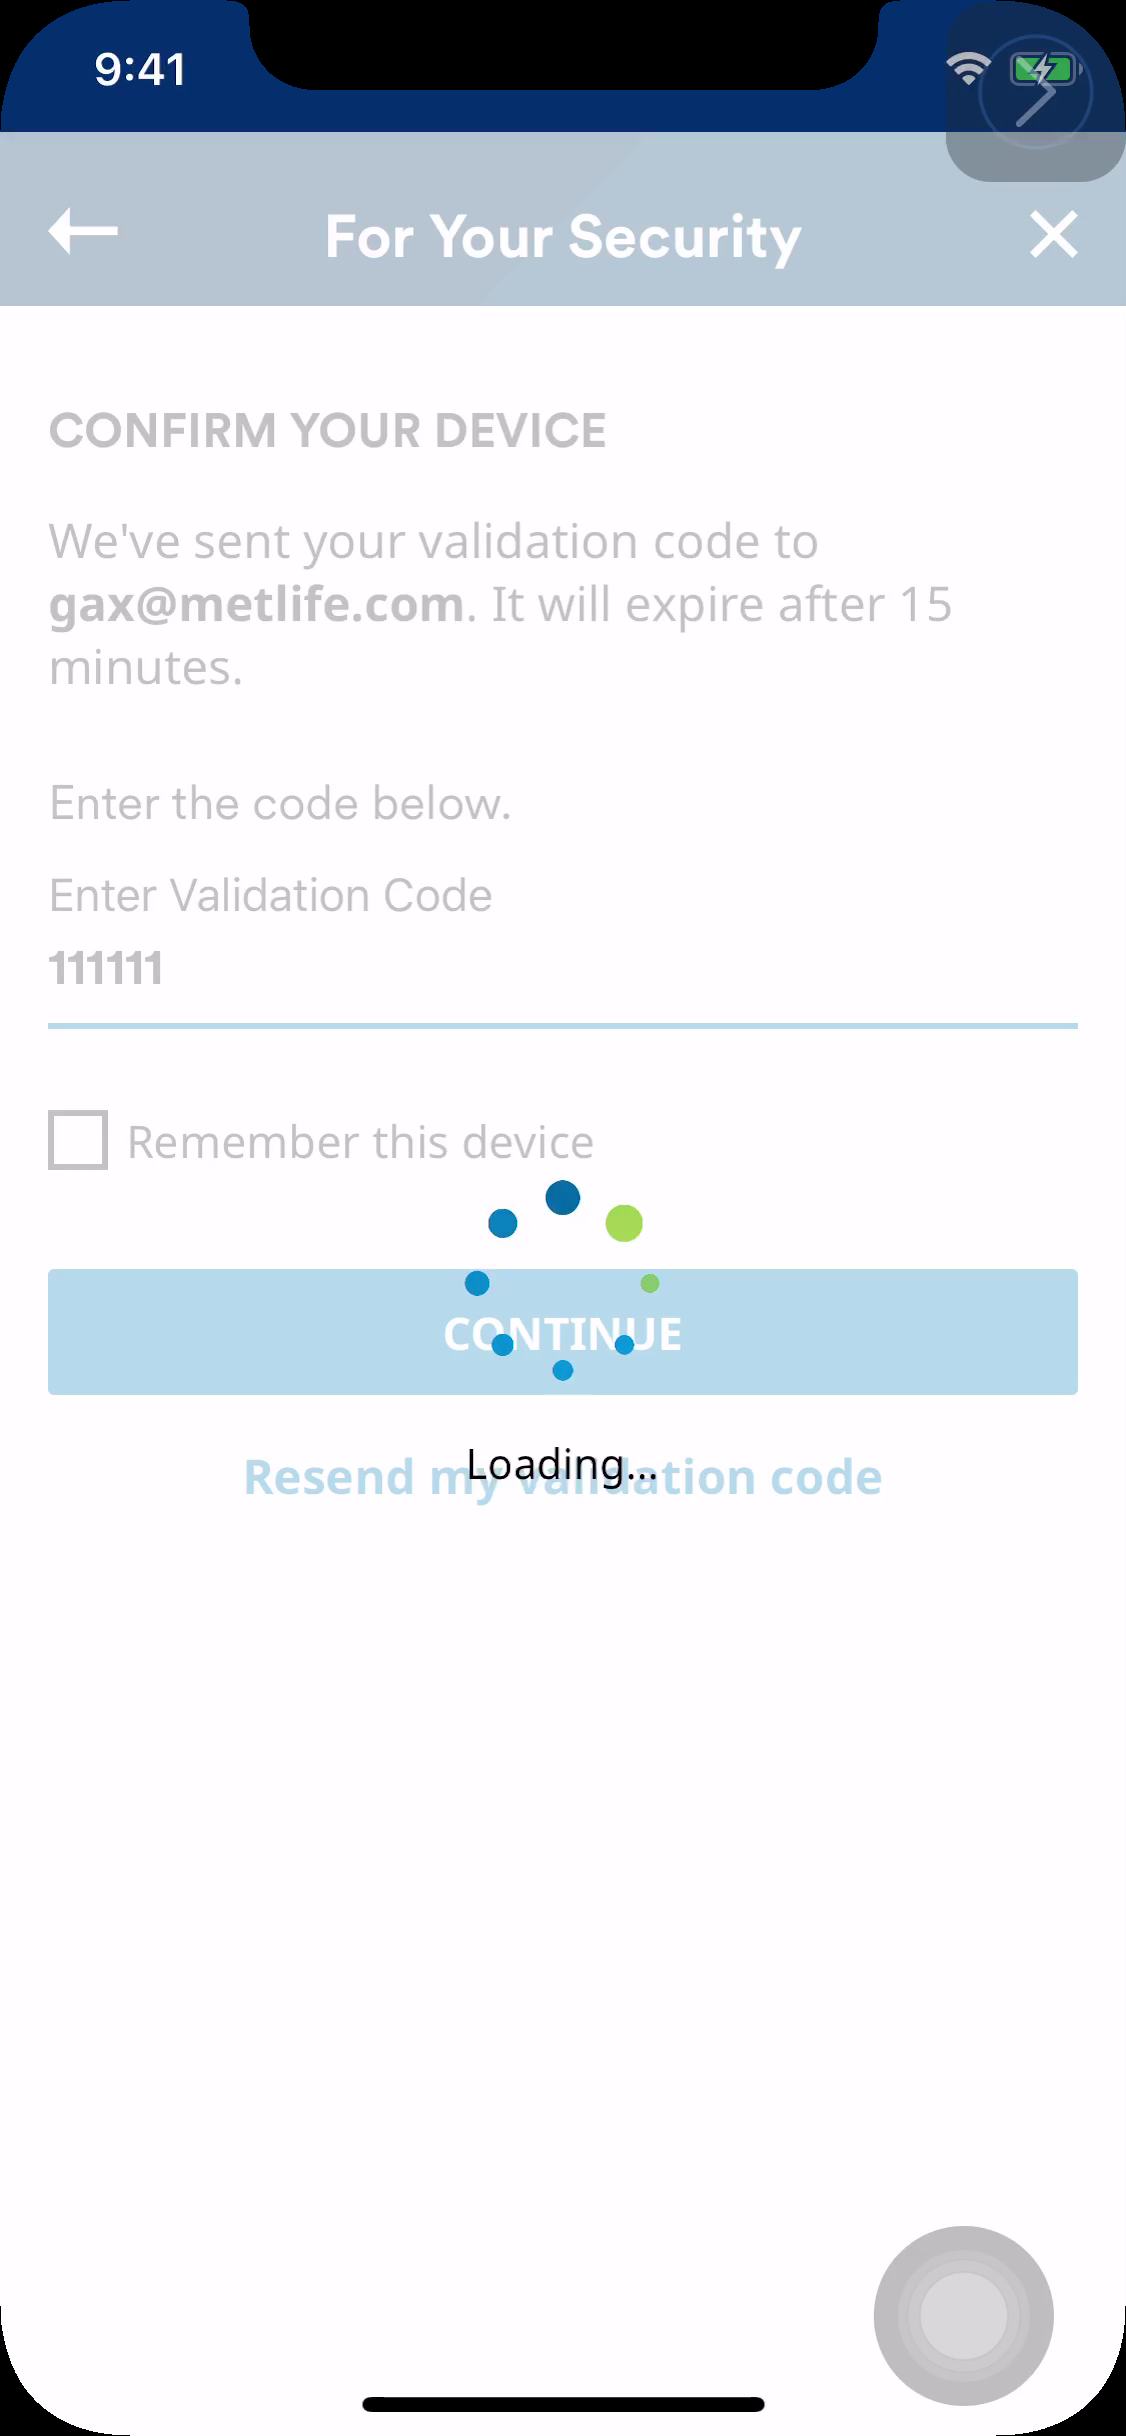 9:41
For Your Security
CONFIRM YOUR DEVICE
We've sent your validation code to
gax@metlife.com. It will expire after 15
minutes.
Enter the code below.
Enter Validation Code
111111
Remember this device
CONTINUE
Loading...
Resend my validation code